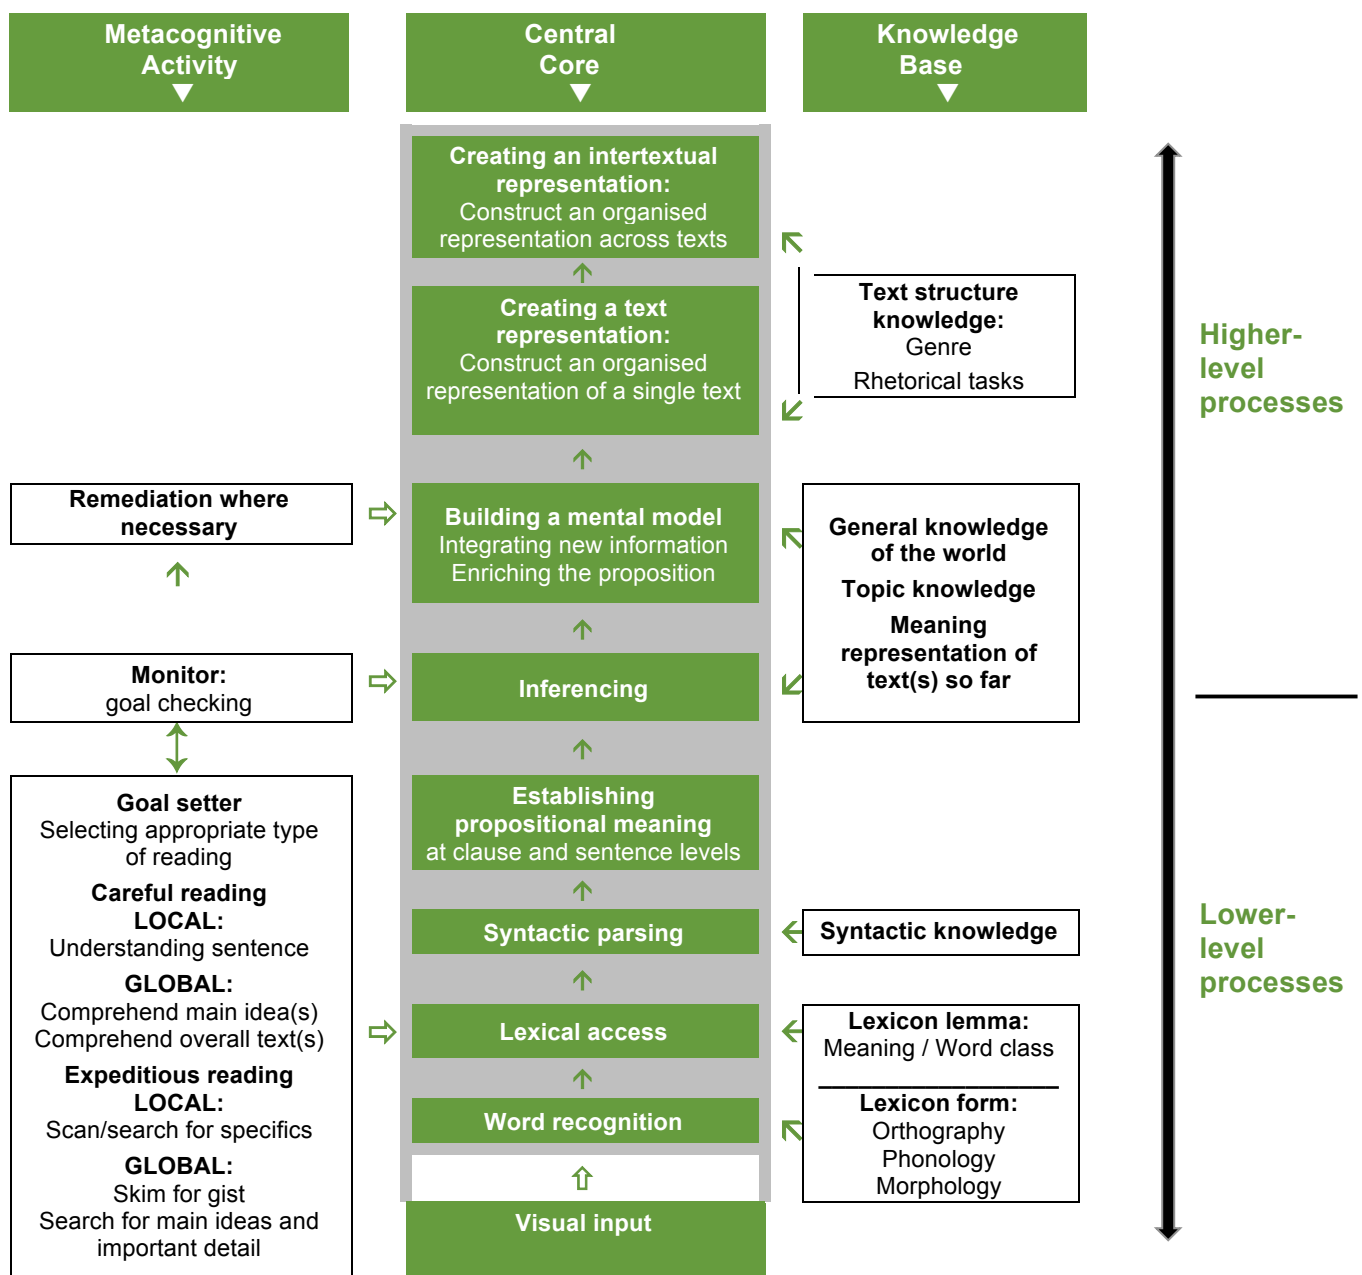 Metacognitive
Activity
Central
Core
Knowledge
Base
Remediation where
necessary
Monitor:
goal checking
Goal setter
Selecting appropriate type
of reading
Careful reading
LOCAL:
Understanding sentence
GLOBAL:
Comprehend main idea(s)
Comprehend overall text(s)
Expeditious reading
LOCAL:
Scan/search for specifics
GLOBAL:
Skim for gist
Search for main ideas and
important detail
Creating an intertextual
representation:
Construct an organised
representation across texts
Creating a text
representation:
Construct an organised
representation of a single text
Building a mental model
Integrating new information
Enriching the proposition
Inferencing
Establishing
propositional meaning
at clause and sentence levels
Syntactic parsing
Lexical access
Word recognition
Visual input
Text structure
knowledge:
Genre
Rhetorical tasks
General knowledge
of the world
Topic knowledge
Meaning
representation of
text(s) so far
Syntactic knowledge
Lexicon lemma:
Meaning / Word class
Lexicon form:
Orthography
Phonology
Morphology
Higher-
level
processes
Lower-
level
processes